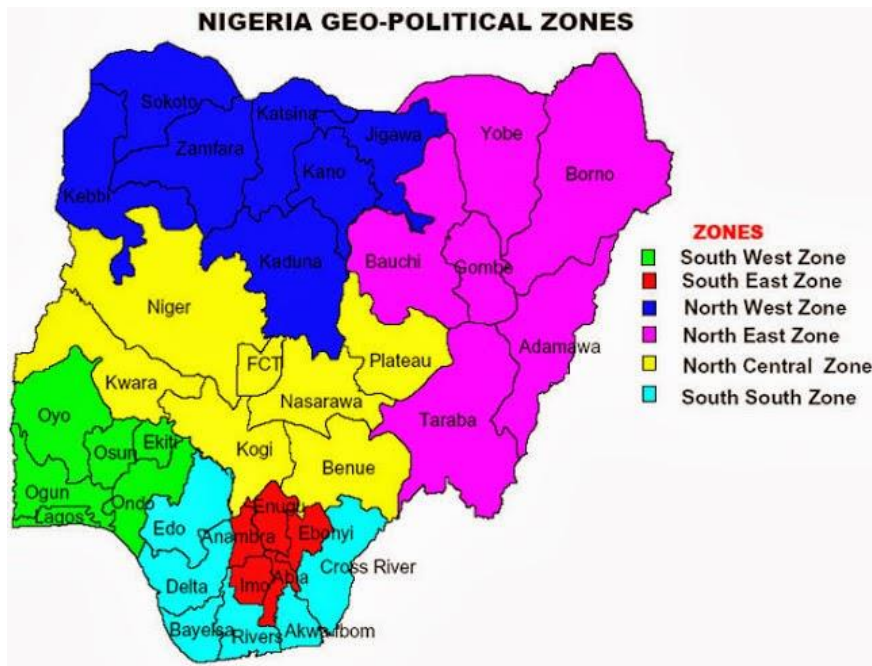 NIGERIA GEO-POLITICAL ZONES
Sokoto
Katsina
Jigawa
Yobe
Zamfara
Kano
Borno
Kebbi
Kaduna
Bauchi
Gombe
Niger
Adamawa
FCT
Plateau
Kwara
Nasarawa
Taraba
Oyo
Kogi
Benue
Osun
Ekiti
Ogun
Ondo
Lagos
Edo
Enugu
Anambra
Ebonyi
Cross River
Delta
Imo
Abia
Bayelsa
Rivers
Akwa Ibom
ZONES
South West Zone
South East Zone
North West Zone
North East Zone
North Central Zone
South South Zone